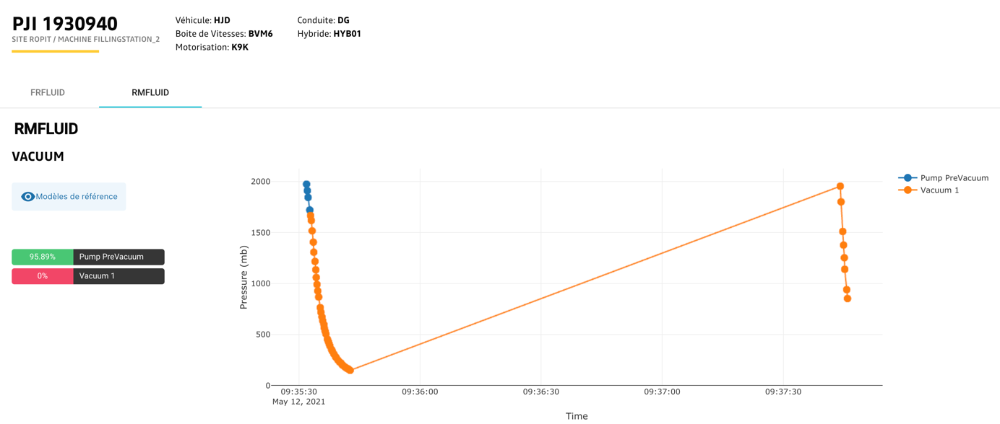 PJI 1930940
SITE ROPIT / MACHINE FILLINGSTATION_2
Véhicule: HJD
Boite de Vitesses: BVM6
Motorisation: K9K
Conduite: DG
Hybride: HYB01
FRFLUID
RMFLUID
RMFLUID
VACUUM
Modèles de référence
95.89% Pump PreVacuum
0% Vacuum 1
Pressure (mb)
2000
1500
1000
500
0
09:35:30 09:36:00 09:36:30 09:37:00 09:37:30
May 12, 2021
Time
Pump PreVacuum
Vacuum 1